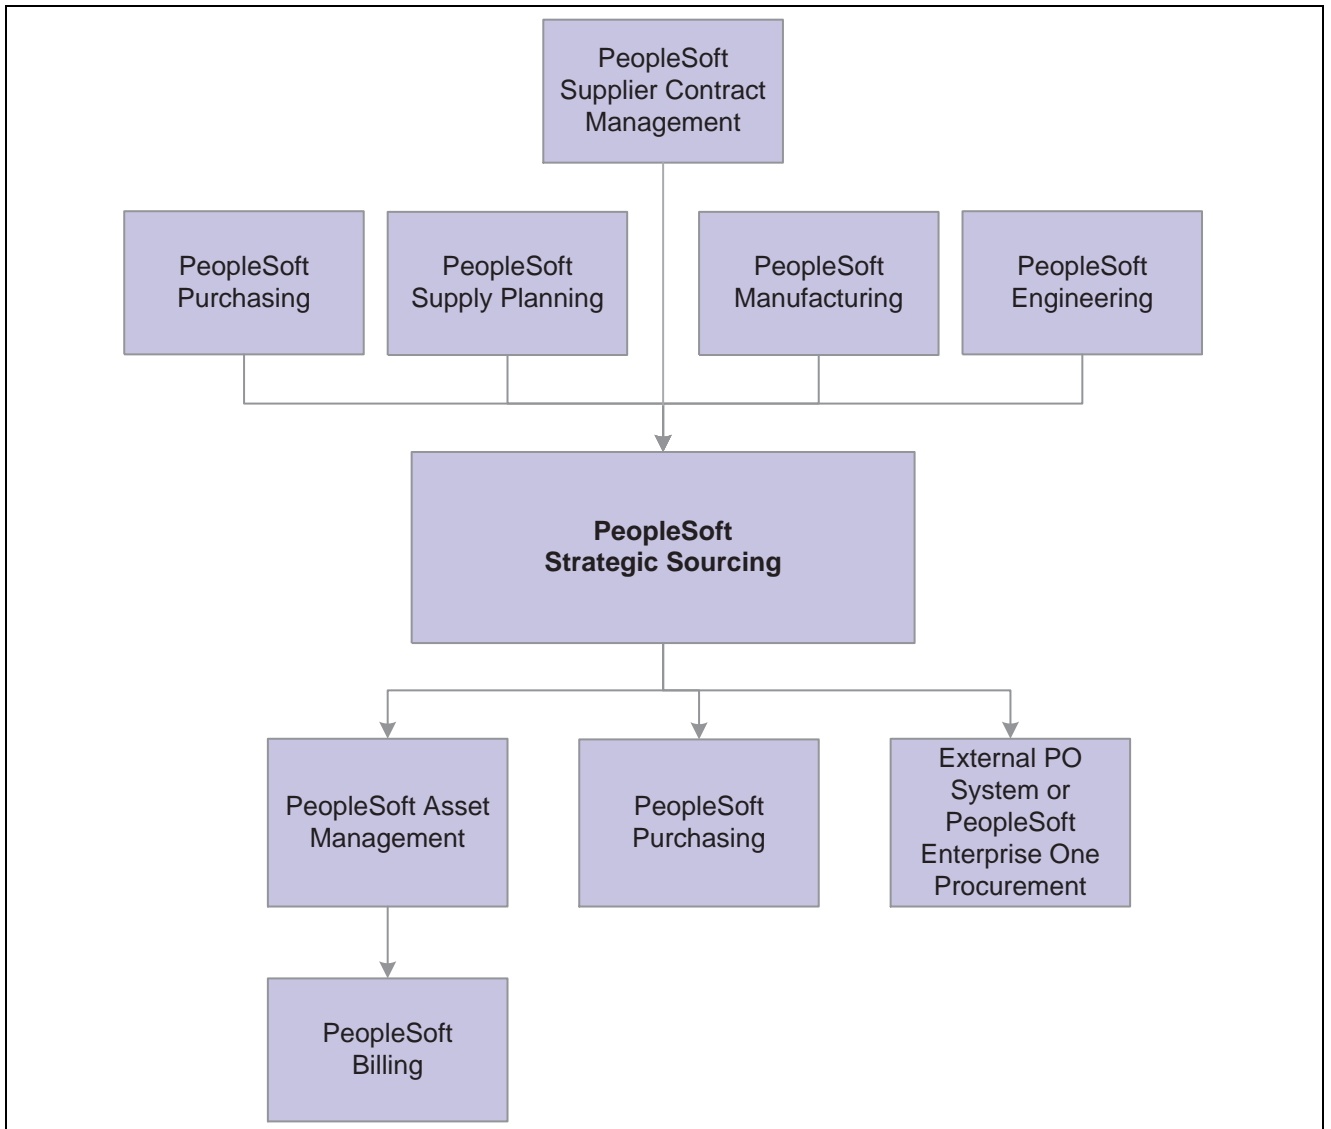 PeopleSoft
Supplier Contract
Management
PeopleSoft
Purchasing
PeopleSoft
Supply Planning
PeopleSoft
Manufacturing
PeopleSoft
Engineering
PeopleSoft
Strategic Sourcing
PeopleSoft Asset
Management
PeopleSoft
Purchasing
External PO
System or
PeopleSoft
Enterprise One
Procurement
PeopleSoft
Billing